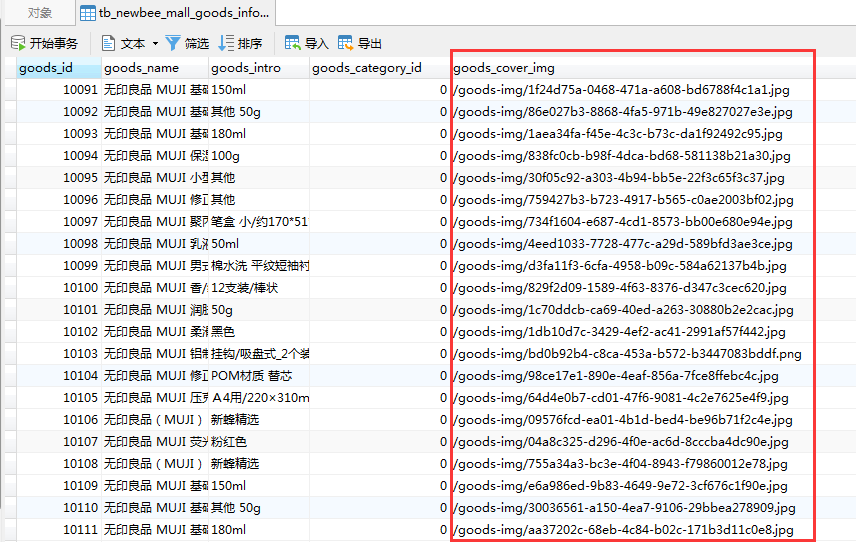 对象 tb_newbee_mall_goods_info...
开始事务 文本 筛选 排序 导入 导出
goods_id goods_name goods_intro goods_category_id goods_cover_img
10091 无印良品 MUJI 基础 150ml 0 /goods-img/1f24d75a-0468-471a-a608-bd6788f4c1a1.jpg
10092 无印良品 MUJI 基础 其他 50g 0 /goods-img/86e027b3-8868-4fa5-971b-49e827027e3e.jpg
10093 无印良品 MUJI 基础 180ml 0 /goods-img/1aea34fa-f45e-4c3c-b73c-da1f92492c95.jpg
10094 无印良品 MUJI 保湿 100g 0 /goods-img/838fc0cb-b98f-4dca-bd68-581138b21a30.jpg
10095 无印良品 MUJI 小型 其他 0 /goods-img/30f05c92-a303-4b94-bb5e-22f3c65f3c37.jpg
10096 无印良品 MUJI 修正 其他 0 /goods-img/759427b3-b723-4917-b565-c0ae2003bf02.jpg
10097 无印良品 MUJI 聚丙 笔盒 小/约170*51 0 /goods-img/734f1604-e687-4cd1-8573-bb00e680e94e.jpg
10098 无印良品 MUJI 乳液 50ml 0 /goods-img/4eed1033-7728-477c-a29d-589bfd3ae3ce.jpg
10099 无印良品 MUJI 男式 棉水洗 平纹短袖衬 0 /goods-img/d3fa11f3-6cfa-4958-b09c-584a62137b4b.jpg
10100 无印良品 MUJI 香/ 12支装/棒状 0 /goods-img/829f2d09-1589-4f63-8376-d347c3cec620.jpg
10101 无印良品 MUJI 润肤 50g 0 /goods-img/1c70ddcb-ca69-40ed-a263-30880b2e2cac.jpg
10102 无印良品 MUJI 柔滑 黑色 0 /goods-img/1db10d7c-3429-4ef2-ac41-2991af57f442.jpg
10103 无印良品 MUJI 铝制 挂钩/吸盘式_2个装 0 /goods-img/bd0b92b4-c8ca-453a-b572-b3447083bddf.png
10104 无印良品 MUJI 修正 POM材质 替芯 0 /goods-img/98ce17e1-890e-4eaf-856a-7fce8ffebc4c.jpg
10105 无印良品 MUJI 压克 A4用/220×310m 0 /goods-img/64d4e0b7-cd01-47f6-9081-4c2e7625e4f9.jpg
10106 无印良品（MUJI） 新蜂精选 0 /goods-img/09576fcd-ea01-4b1d-bed4-be96b71f2c4e.jpg
10107 无印良品 MUJI 荧光 粉红色 0 /goods-img/04a8c325-d296-4f0e-ac6d-8cccba4dc90e.jpg
10108 无印良品（MUJI） 新蜂精选 0 /goods-img/755a34a3-bc3e-4f04-8943-f79860012e78.jpg
10109 无印良品 MUJI 基础 150ml 0 /goods-img/e6a986ed-9b83-4649-9e72-3cf676c1f90e.jpg
10110 无印良品 MUJI 基础 其他 50g 0 /goods-img/30036561-a150-4ea7-9106-29bbea278909.jpg
10111 无印良品 MUJI 基础 180ml 0 /goods-img/aa37202c-68eb-4c84-b02c-171b3d11c0e8.jpg